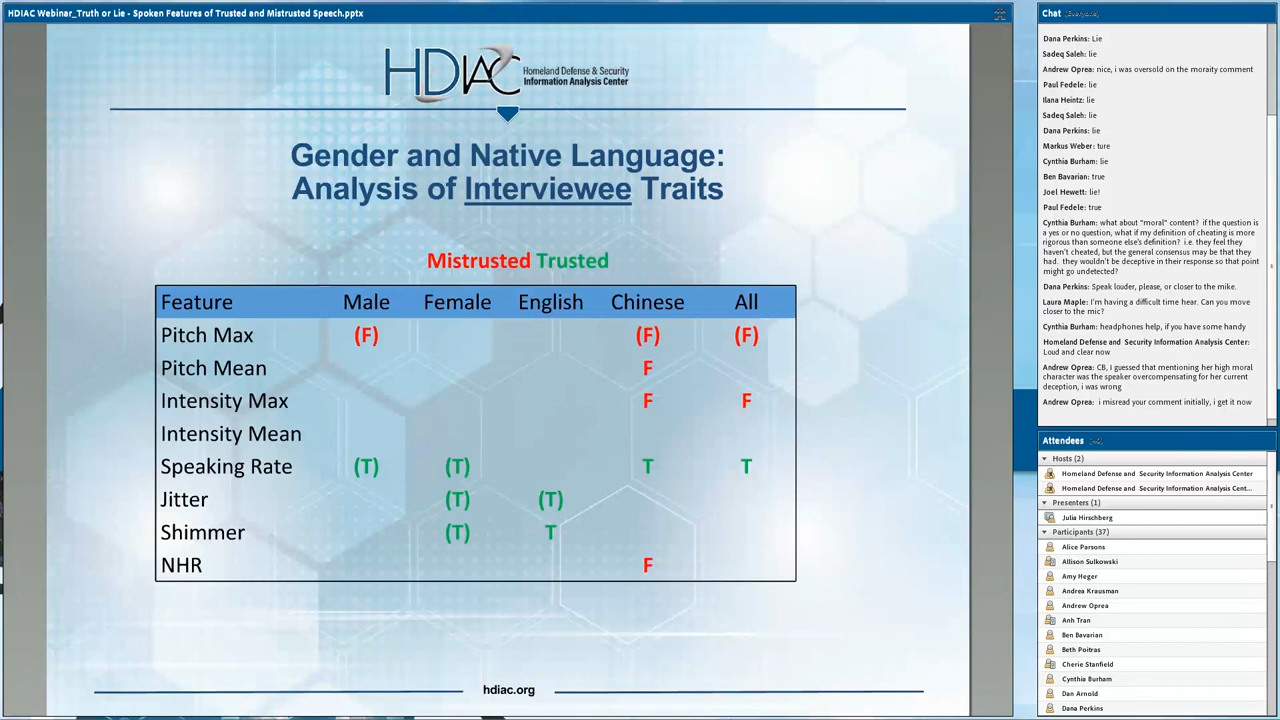 HDIAC Webinar_Truth or Lie - Spoken Features of Trusted and Mistrusted Speech.pptx
HDIAC
Homeland Defense & Security
Information Analysis Center
Gender and Native Language:
Analysis of Interviewee Traits
Mistrusted Trusted
Feature Male Female English Chinese All
Pitch Max (F) (F) (F)
Pitch Mean F
Intensity Max F F
Intensity Mean
Speaking Rate (T) (T) T T
Jitter (T) (T)
Shimmer (T) T
NHR F
hdiac.org
Chat (Everyone)
Dana Perkins: Lie
Sadeq Saleh: lie
Andrew Oprea: nice, i was oversold on the moraity comment
Paul Fedele: lie
Ilana Heintz: lie
Sadeq Saleh: lie
Dana Perkins: lie
Markus Weber: ture
Cynthia Burham: lie
Ben Bavarian: true
Joel Hewett: lie!
Paul Fedele: true
Cynthia Burham: what about "moral" content? if the question is
a yes or no question, what if my definition of cheating is more
rigorous than someone else's definition? i.e. they feel they
haven't cheated, but the general consensus may be that they
had. they wouldn't be deceptive in their response so that point
might go undetected?
Dana Perkins: Speak louder, please, or closer to the mike.
Laura Maple: I'm having a difficult time hear. Can you move
closer to the mic?
Cynthia Burham: headphones help, if you have some handy
Homeland Defense and Security Information Analysis Center:
Loud and clear now
Andrew Oprea: CB, I guessed that mentioning her high moral
character was the speaker overcompensating for her current
deception, i was wrong
Andrew Oprea: i misread your comment initially, i get it now
Attendees
Hosts (2)
Homeland Defense and Security Information Analysis Center
Homeland Defense and Security Information Analysis Cent...
Presenters (1)
Julia Hirschberg
Participants (37)
Alice Parsons
Allison Sulkowski
Amy Heger
Andrea Krausman
Andrew Oprea
Anh Tran
Ben Bavarian
Beth Poitras
Cherie Stanfield
Cynthia Burham
Dan Arnold
Dana Perkins